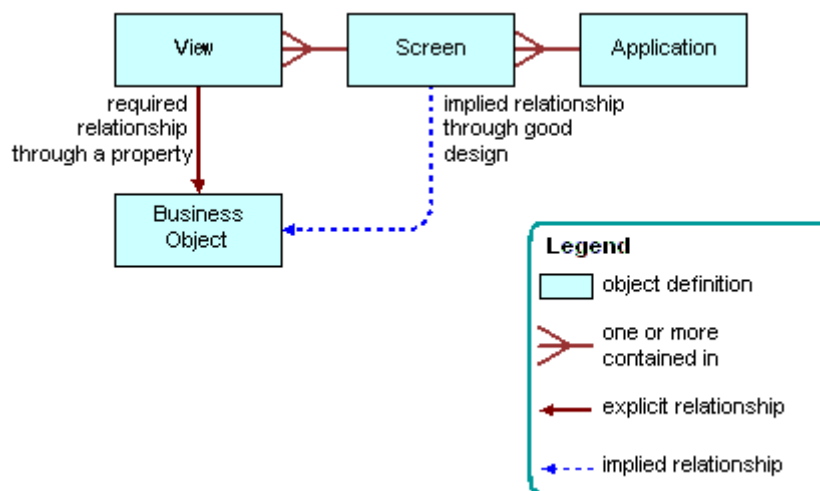 View
Screen
Application
required
relationship
through a property
implied relationship
through good
design
Business
Object
Legend
object definition
one or more
contained in
explicit relationship
implied relationship